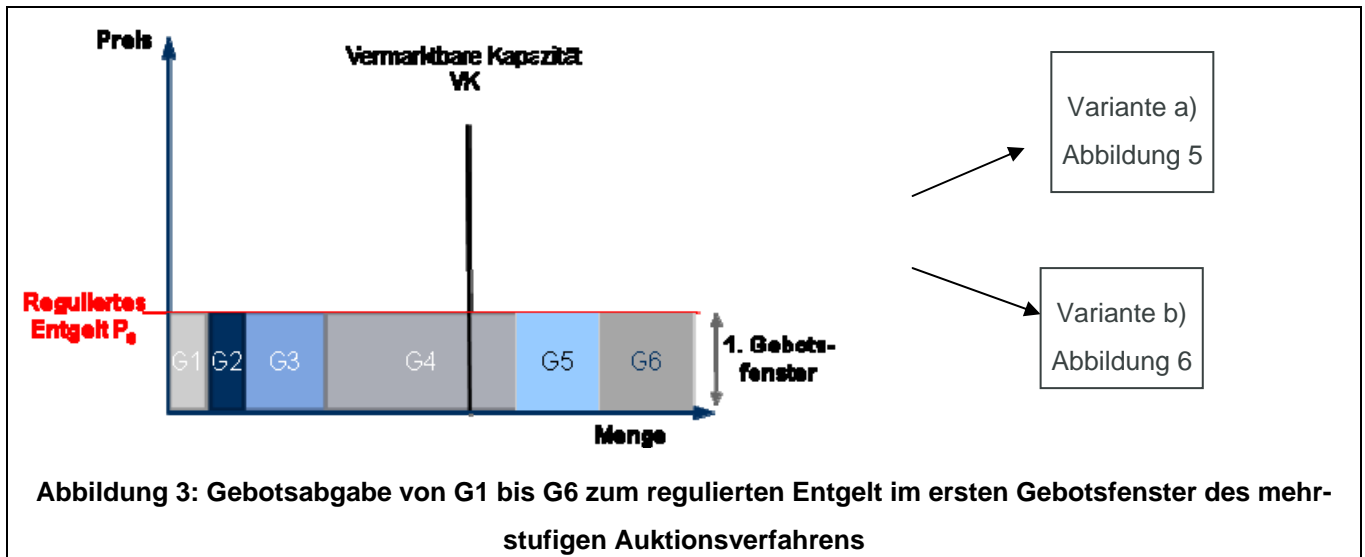 Preis
Vermarktbare Kapazität
VK
Variante a)
Abbildung 5
Reguliertes
Entgelt P₀
G1 G2 G3 G4 G5 G6
1. Gebots-
fenster
Menge
Variante b)
Abbildung 6
Abbildung 3: Gebotsabgabe von G1 bis G6 zum regulierten Entgelt im ersten Gebotsfenster des mehr-
stufigen Auktionsverfahrens